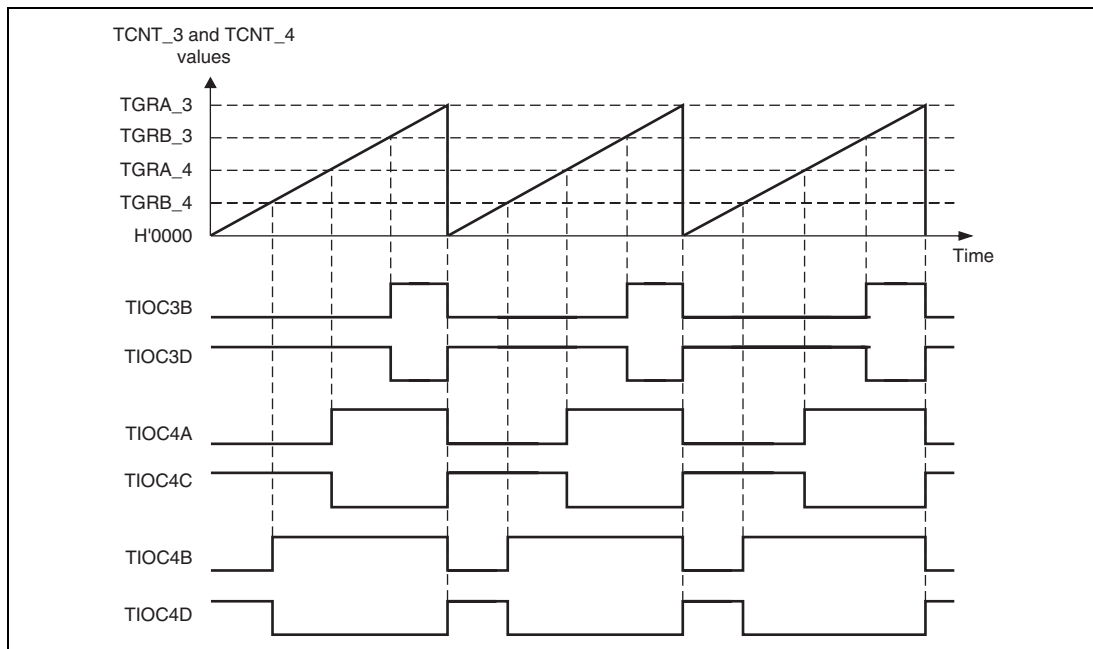 TCNT_3 and TCNT_4
values
TGRA_3
TGRB_3
TGRA_4
TGRB_4
H'0000
Time
TIOC3B
TIOC3D
TIOC4A
TIOC4C
TIOC4B
TIOC4D